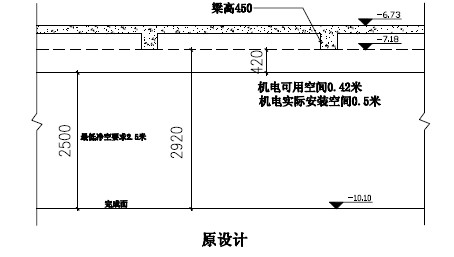 梁高450
-6.73
-7.18
420
机电可用空间0.42米
机电实际安装空间0.5米
2500
最低净空要求2.5米
2920
完成面
-10.10
原设计